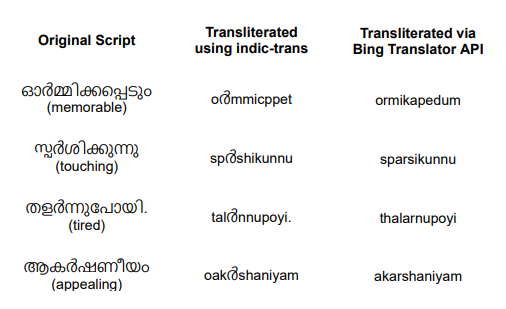 Original Script Transliterated using indic-trans Transliterated via Bing Translator API
ഓർമ്മിക്കപ്പെടും oർmmicppet ormikapedum
(memorable)
സ്പർശിക്കുന്നു spർshikunnu sparsikunnu
(touching)
തളർന്നുപോയി. talർnnupoyi. thalarnupoyi
(tired)
ആകർഷണീയം oakർshaniyam akarshaniyam
(appealing)